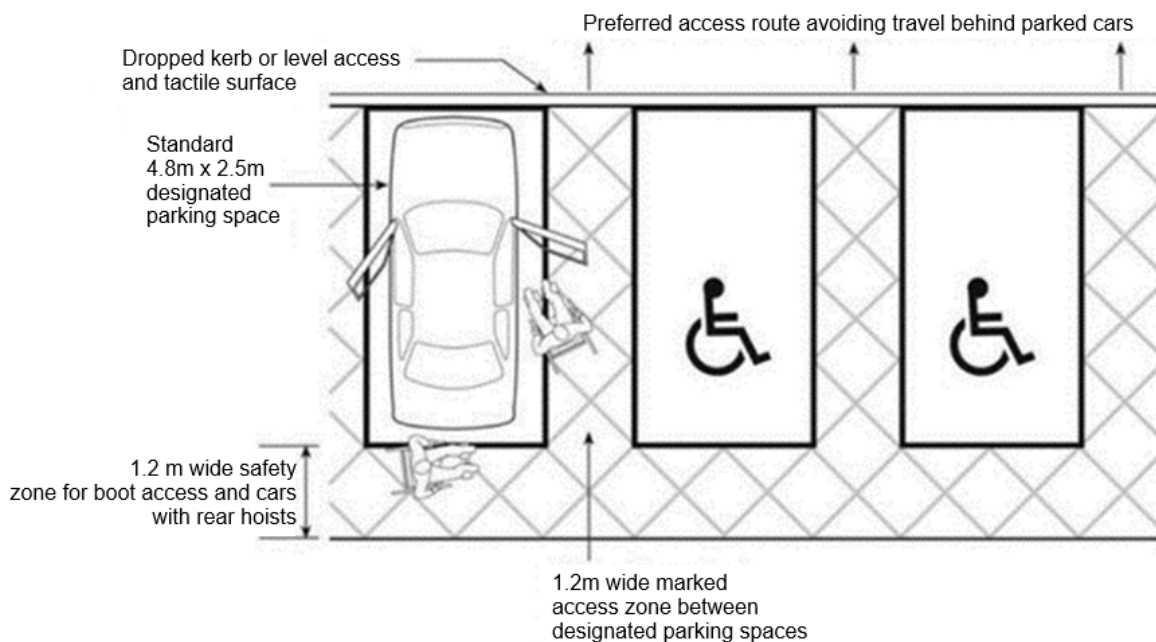 Preferred access route avoiding travel behind parked cars
Dropped kerb or level access
and tactile surface
Standard
4.8m x 2.5m
designated
parking space
1.2 m wide safety
zone for boot access and cars
with rear hoists
1.2m wide marked
access zone between
designated parking spaces